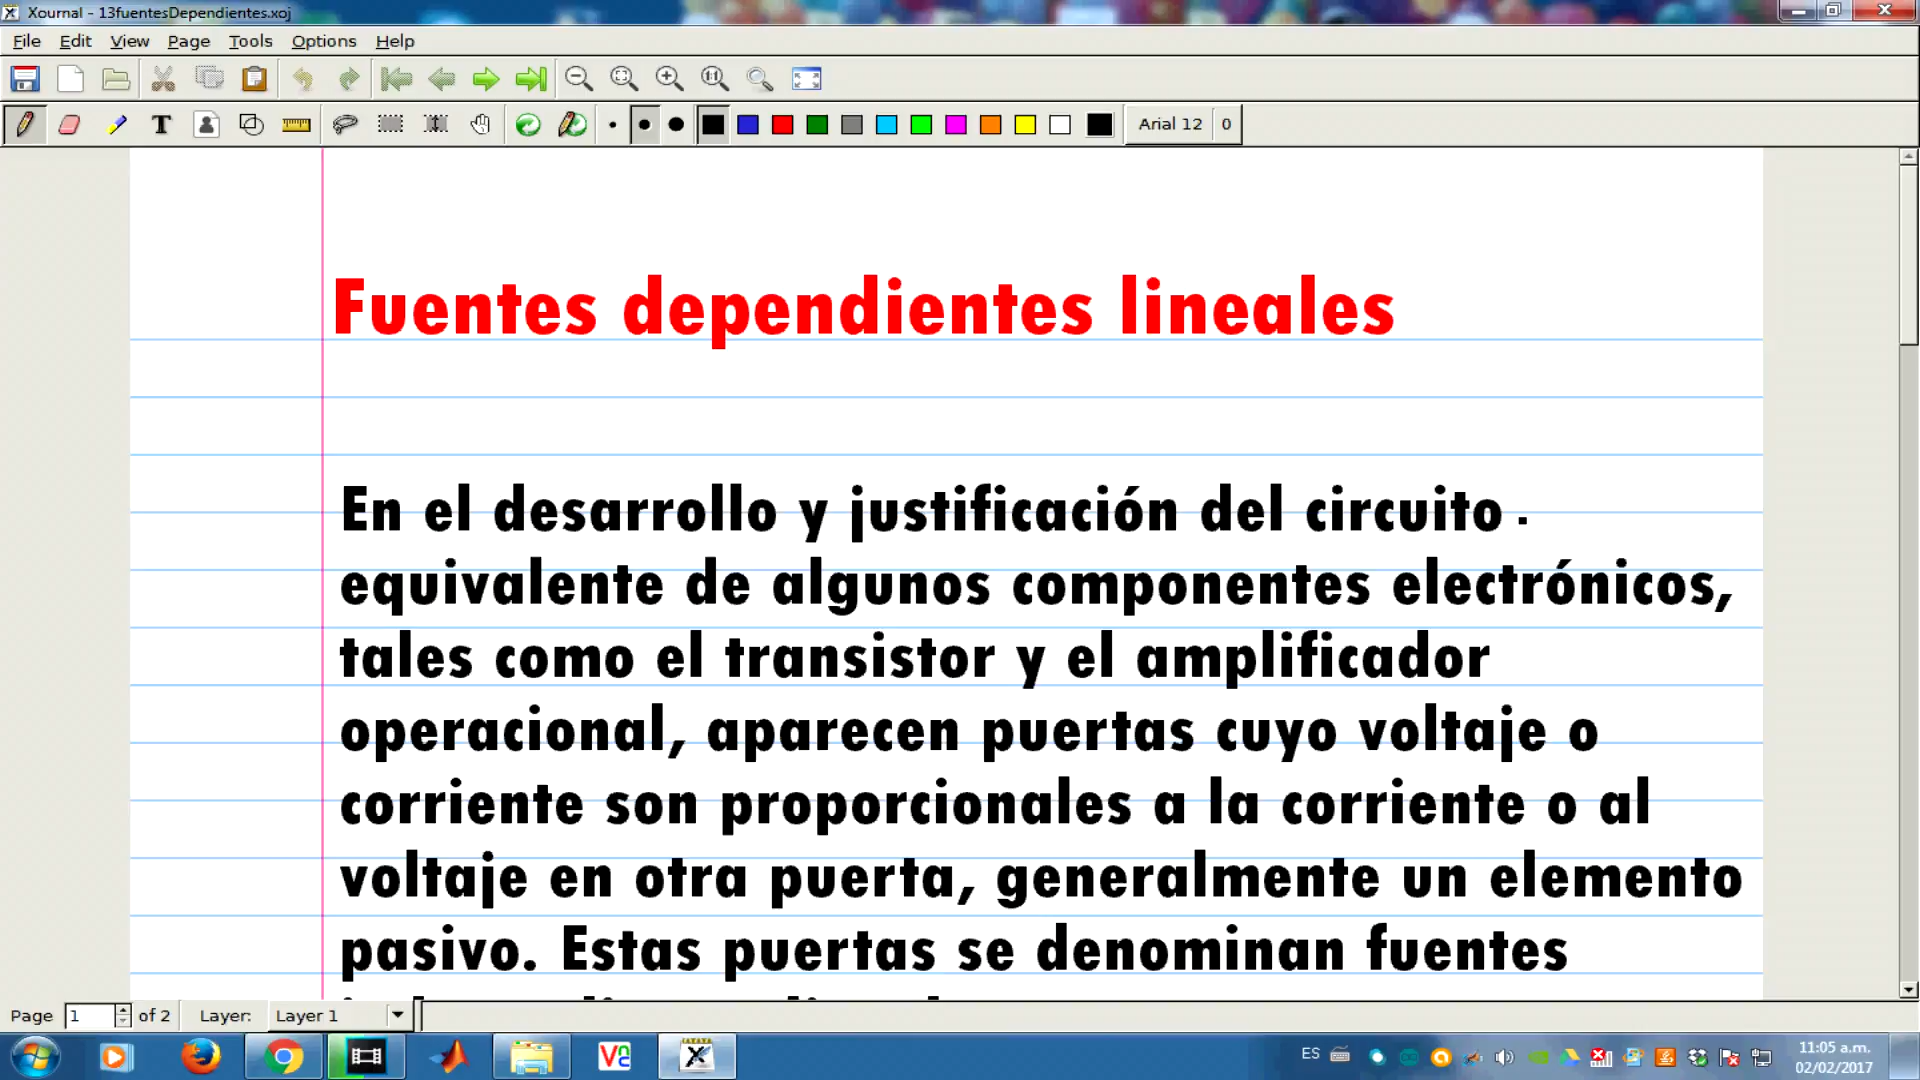 Xournal - 13fuentesDependientes.xoj
File Edit View Page Tools Options Help
Arial 12 0
Fuentes dependientes lineales
En el desarrollo y justificación del circuito
equivalente de algunos componentes electrónicos,
tales como el transistor y el amplificador
operacional, aparecen puertas cuyo voltaje o
corriente son proporcionales a la corriente o al
voltaje en otra puerta, generalmente un elemento
pasivo. Estas puertas se denominan fuentes
Page 1 of 2 Layer: Layer 1
ES 11:05 a.m.
02/02/2017